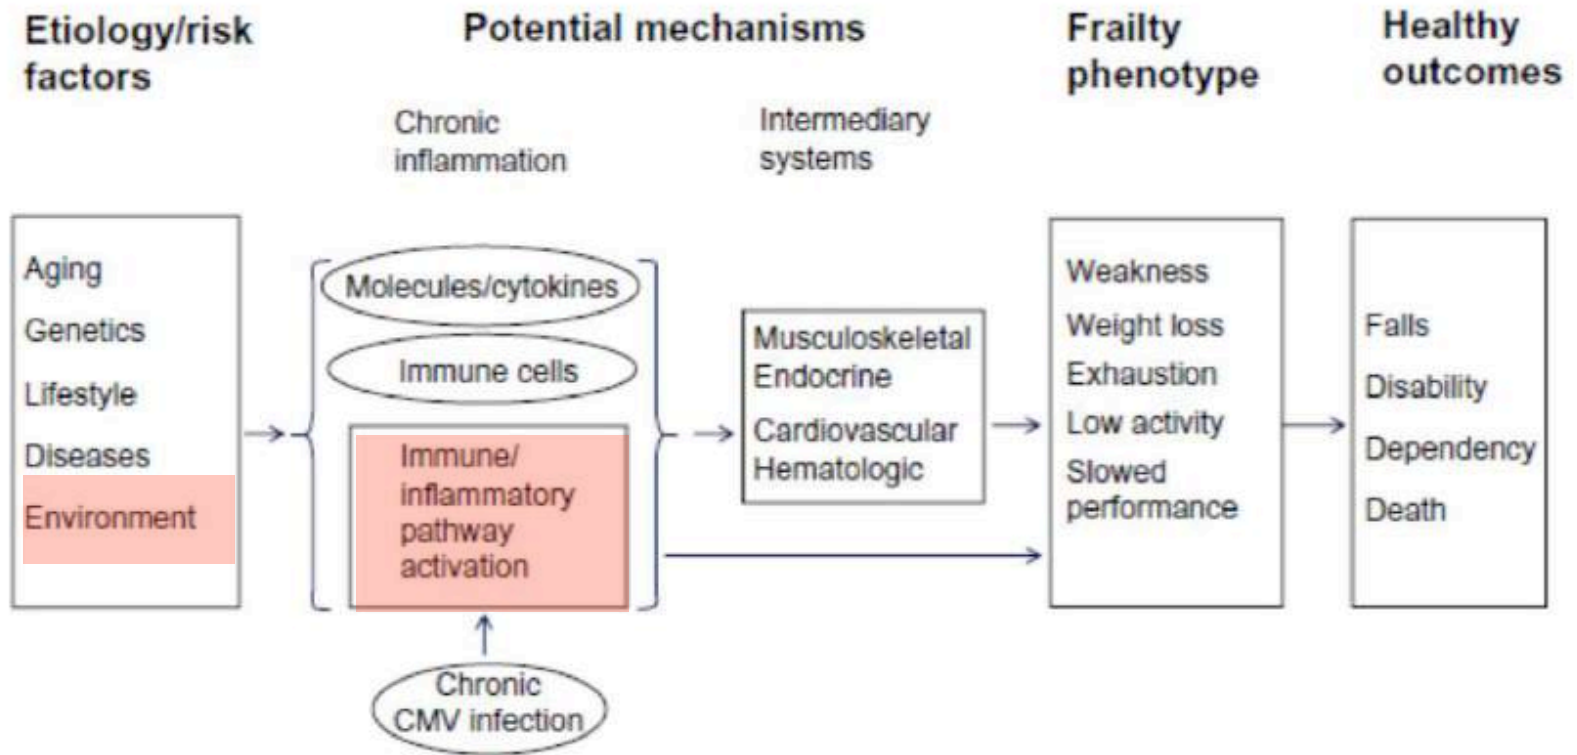 Etiology/risk
factors
Potential mechanisms
Frailty
phenotype
Healthy
outcomes
Chronic
inflammation
Intermediary
systems
Aging
Genetics
Lifestyle
Diseases
Environment
Molecules/cytokines
Immune cells
Immune/
inflammatory
pathway
activation
Chronic
CMV infection
Musculoskeletal
Endocrine
Cardiovascular
Hematologic
Weakness
Weight loss
Exhaustion
Low activity
Slowed
performance
Falls
Disability
Dependency
Death